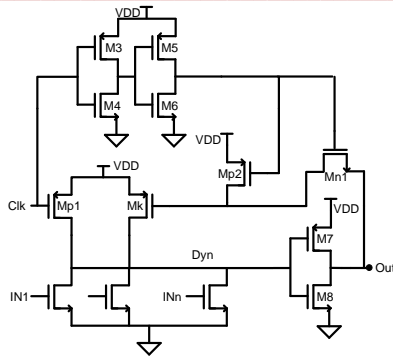 VDD
M3
M5
M4
M6
VDD
Mp2
Mn1
VDD
Clk
Mp1
Mk
VDD
M7
Dyn
Out
IN1
INn
M8